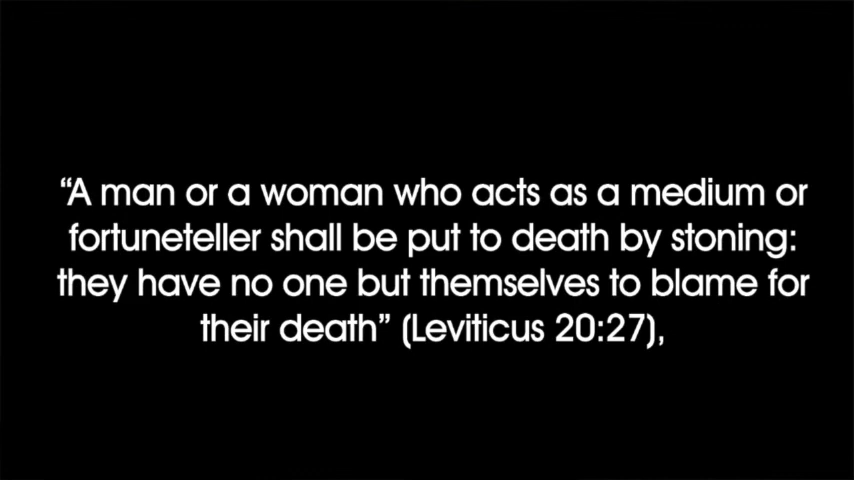 “A man or a woman who acts as a medium or
fortuneteller shall be put to death by stoning:
they have no one but themselves to blame for
their death” (Leviticus 20:27),